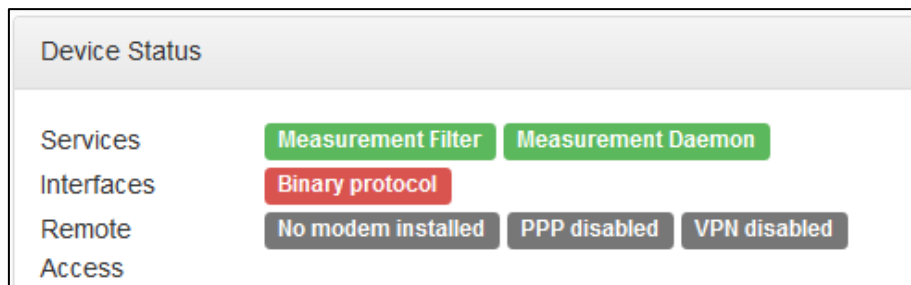 Device Status
Services Measurement Filter Measurement Daemon
Interfaces Binary protocol
Remote No modem installed PPP disabled VPN disabled
Access